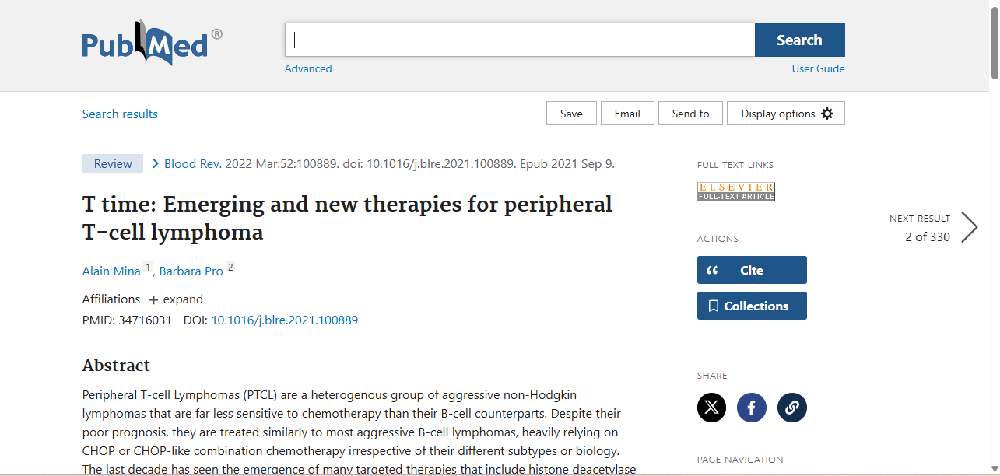 PubMed®
Search
Advanced
User Guide
Search results
Save
Email
Send to
Display options
Review
Blood Rev. 2022 Mar:52:100889. doi: 10.1016/j.blre.2021.100889. Epub 2021 Sep 9.
T time: Emerging and new therapies for peripheral
T-cell lymphoma
Alain Mina 1, Barbara Pro 2
Affiliations + expand
PMID: 34716031 DOI: 10.1016/j.blre.2021.100889
Abstract
Peripheral T-cell Lymphomas (PTCL) are a heterogenous group of aggressive non-Hodgkin
lymphomas that are far less sensitive to chemotherapy than their B-cell counterparts. Despite their
poor prognosis, they are treated similarly to most aggressive B-cell lymphomas, heavily relying on
CHOP or CHOP-like combination chemotherapy irrespective of their different subtypes or biology.
The last decade has seen the emergence of many targeted therapies that include histone deacetylase
FULL TEXT LINKS
ELSEVIER
FULL-TEXT ARTICLE
ACTIONS
Cite
Collections
SHARE
PAGE NAVIGATION
NEXT RESULT
2 of 330